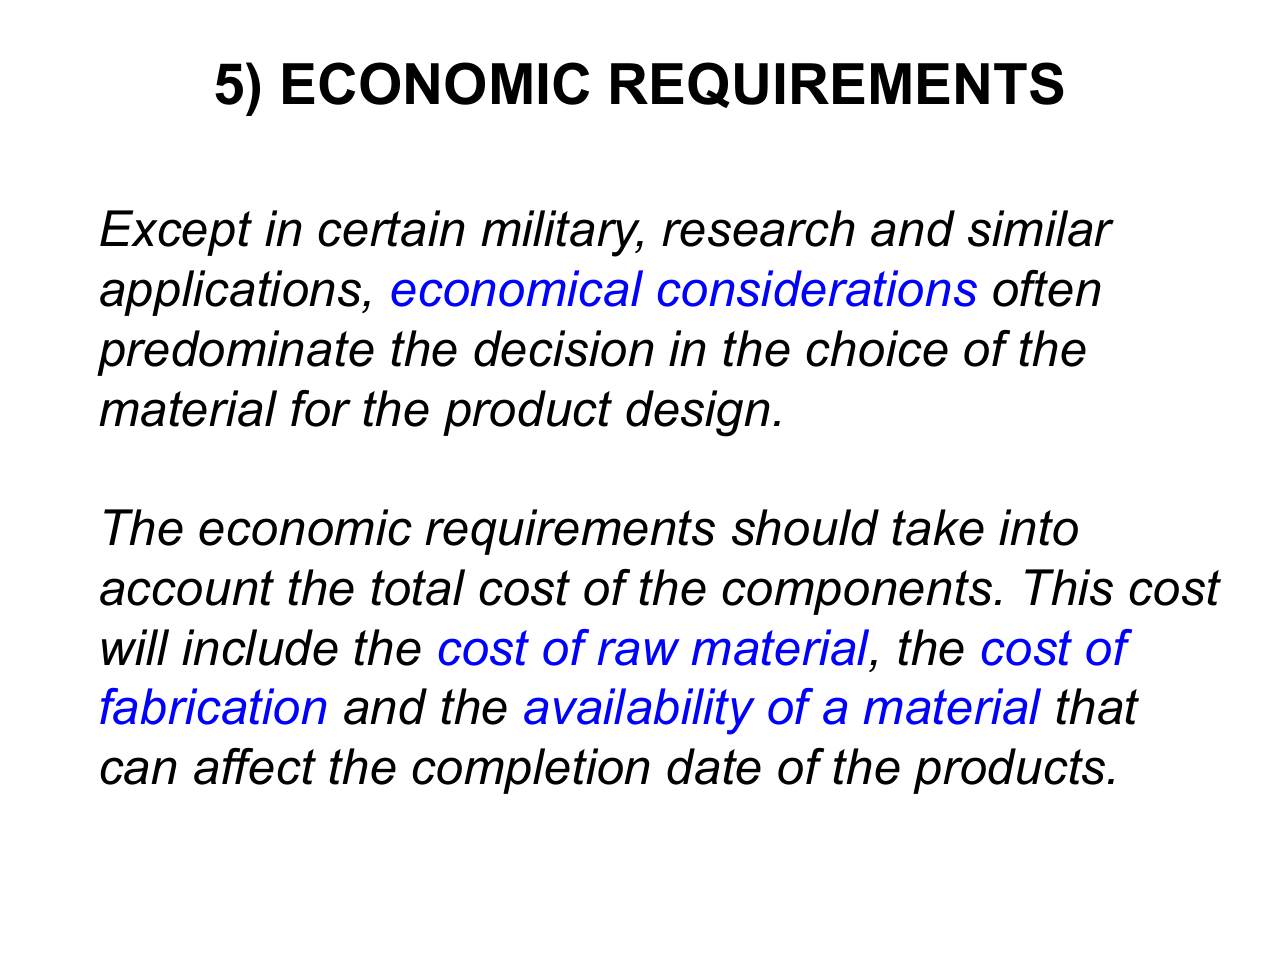 5) ECONOMIC REQUIREMENTS
Except in certain military, research and similar
applications, economical considerations often
predominate the decision in the choice of the
material for the product design.
The economic requirements should take into
account the total cost of the components. This cost
will include the cost of raw material, the cost of
fabrication and the availability of a material that
can affect the completion date of the products.